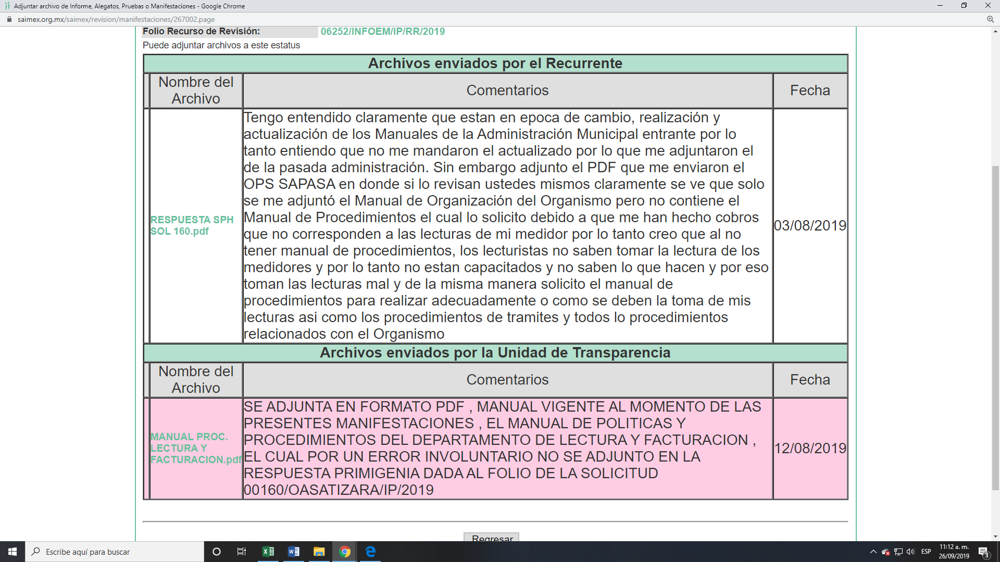 Adjuntar archivo de Informe, Alegatos, Pruebas o Manifestaciones - Google Chrome
saimex.org.mx/saimex/revision/manifestaciones/267002.page
Folio Recurso de Revisión: 06252/INFOEM/IP/RR/2019
Puede adjuntar archivos a este estatus
Archivos enviados por el Recurrente
Nombre del
Archivo
Comentarios
Fecha
RESPUESTA SPH
SOL 160.pdf
Tengo entendido claramente que estan en epoca de cambio, realización y
actualización de los Manuales de la Administración Municipal entrante por lo
tanto entiendo que no me mandaron el actualizado por lo que me adjuntaron el
de la pasada administración. Sin embargo adjunto el PDF que me enviaron el
OPS SAPASA en donde si lo revisan ustedes mismos claramente se ve que solo
se me adjuntó el Manual de Organización del Organismo pero no contiene el
Manual de Procedimientos el cual lo solicito debido a que me han hecho cobros
que no corresponden a las lecturas de mi medidor por lo tanto creo que al no
tener manual de procedimientos, los lecturistas no saben tomar la lectura de los
medidores y por lo tanto no estan capacitados y no saben lo que hacen y por eso
toman las lecturas mal y de la misma manera solicito el manual de
procedimientos para realizar adecuadamente o como se deben la toma de mis
lecturas asi como los procedimientos de tramites y todos lo procedimientos
relacionados con el Organismo
03/08/2019
Archivos enviados por la Unidad de Transparencia
Nombre del
Archivo
Comentarios
Fecha
MANUAL PROC.
LECTURA Y
FACTURACION.pdf
SE ADJUNTA EN FORMATO PDF , MANUAL VIGENTE AL MOMENTO DE LAS
PRESENTES MANIFESTACIONES , EL MANUAL DE POLITICAS Y
PROCEDIMIENTOS DEL DEPARTAMENTO DE LECTURA Y FACTURACION ,
EL CUAL POR UN ERROR INVOLUNTARIO NO SE ADJUNTO EN LA
RESPUESTA PRIMIGENIA DADA AL FOLIO DE LA SOLICITUD
00160/OASATIZARA/IP/2019
12/08/2019
Regresar
Escribe aquí para buscar
ESP
11:12 a. m.
26/09/2019
3